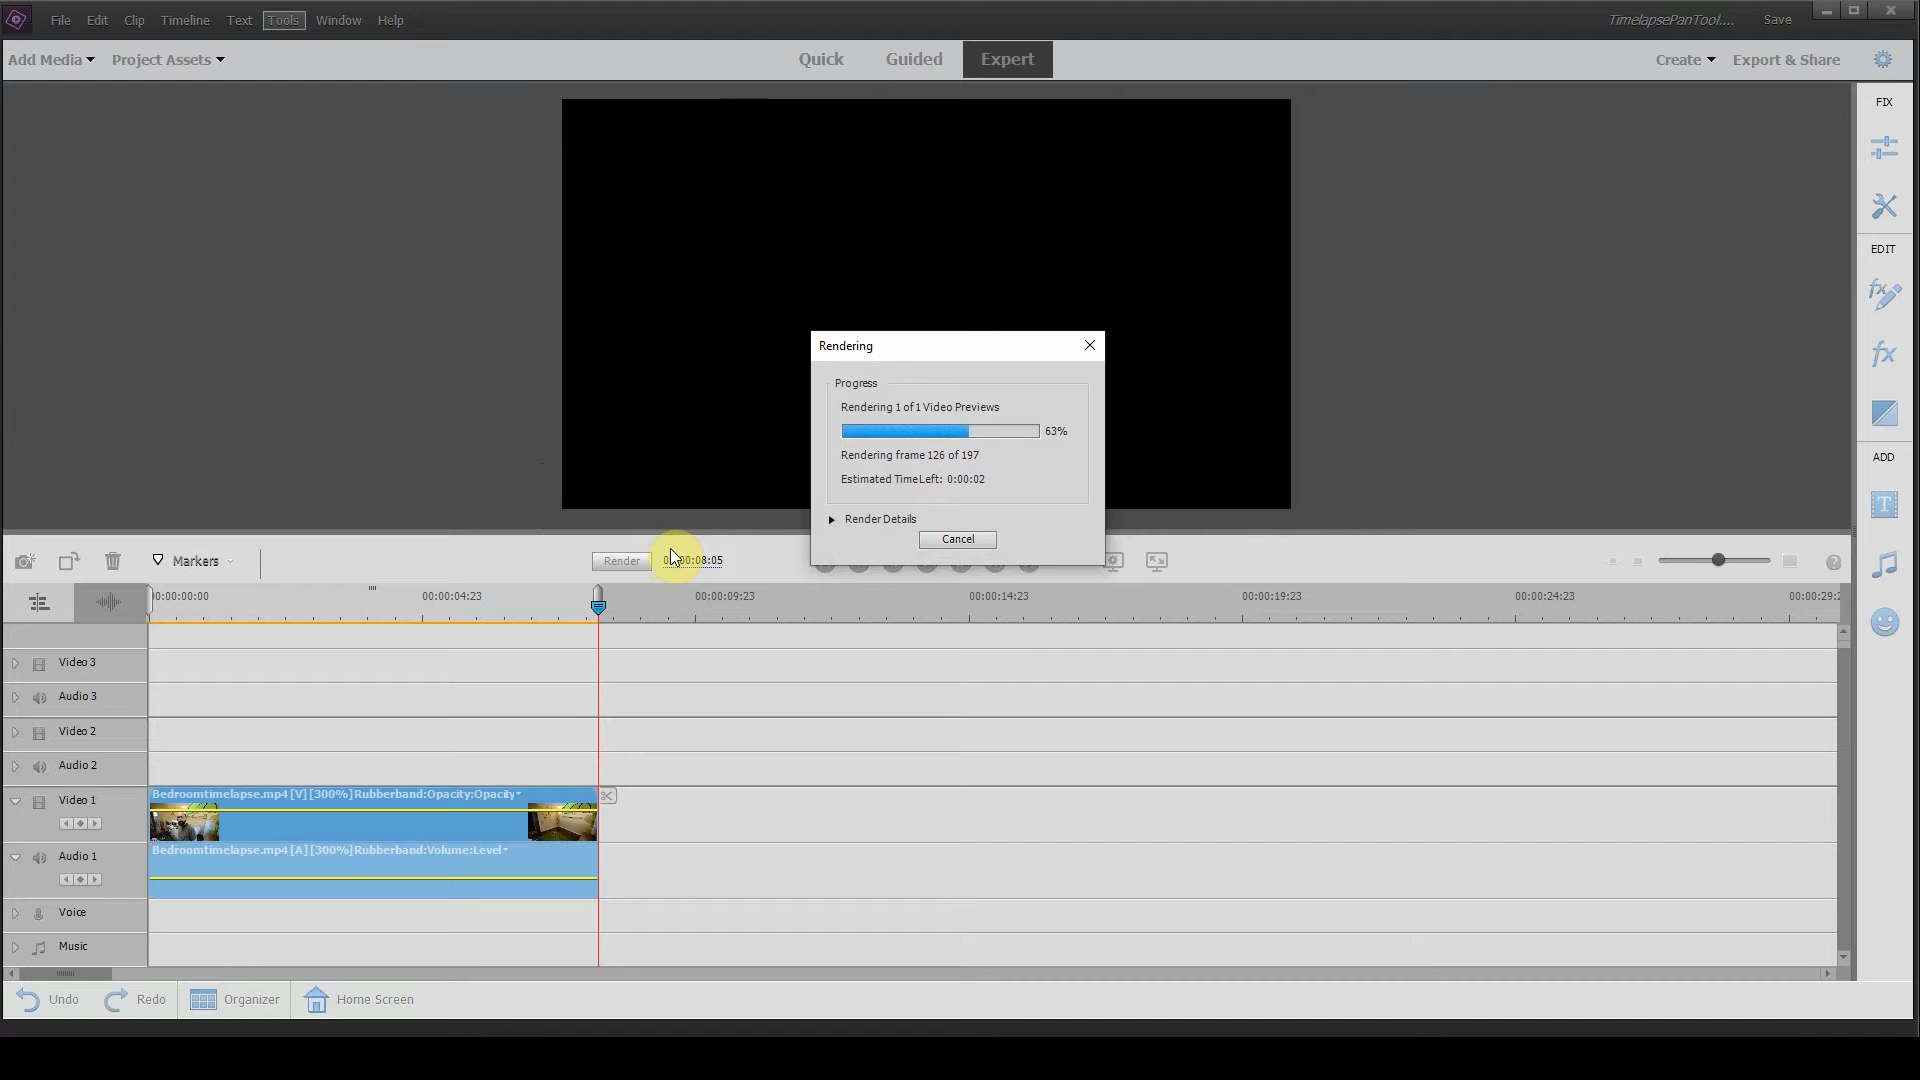 File Edit Clip Timeline Text Tools Window Help
TimelapsePanTool.... Save
Add Media Project Assets
Quick Guided Expert
Create Export & Share
FIX
EDIT
ADD
Rendering
Progress
Rendering 1 of 1 Video Previews
63%
Rendering frame 126 of 197
Estimated Time Left: 0:00:02
Render Details
Cancel
Markers
Render
00:00:04:23 00:00:09:23 00:00:14:23 00:00:19:23 00:00:24:23
Video 3
Audio 3
Video 2
Audio 2
Video 1
Bedroomtimelapse.mp4 [V] [300%] Rubberband:Opacity:Opacity
Audio 1
Bedroomtimelapse.mp4 [A] [300%] Rubberband:Volume:Level
Voice
Music
Undo Redo Organizer Home Screen